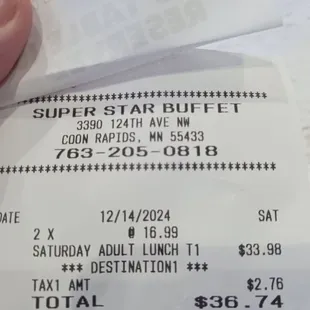 ****************************************
SUPER STAR BUFFET
3390 124TH AVE NW
COON RAPIDS, MN 55433
763-205-0818
****************************************
DATE 12/14/2024 SAT
2 X @ 16.99
SATURDAY ADULT LUNCH T1 $33.98
*** DESTINATION1 ***
TAX1 AMT $2.76
TOTAL $36.74